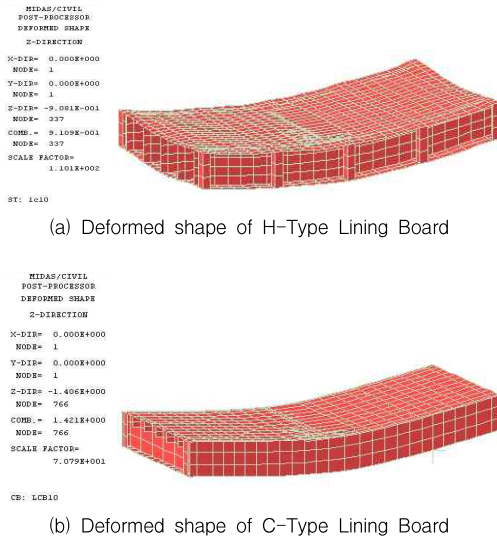 MIDAS/CIVIL
POST-PROCESSOR
DEFORMED SHAPE
Z-DIRECTION
X-DIR= 0.000E+000
NODE= 1
Y-DIR= 0.000E+000
NODE= 1
Z-DIR= -9.081E-001
NODE= 337
COMB.= 9.109E-001
NODE= 337
SCALE FACTOR=
1.101E+002
ST: lc10
(a) Deformed shape of H-Type Lining Board
MIDAS/CIVIL
POST-PROCESSOR
DEFORMED SHAPE
Z-DIRECTION
X-DIR= 0.000E+000
NODE= 1
Y-DIR= 0.000E+000
NODE= 1
Z-DIR= -1.406E+000
NODE= 766
COMB.= 1.421E+000
NODE= 766
SCALE FACTOR=
7.079E+001
CB: LCB10
(b) Deformed shape of C-Type Lining Board